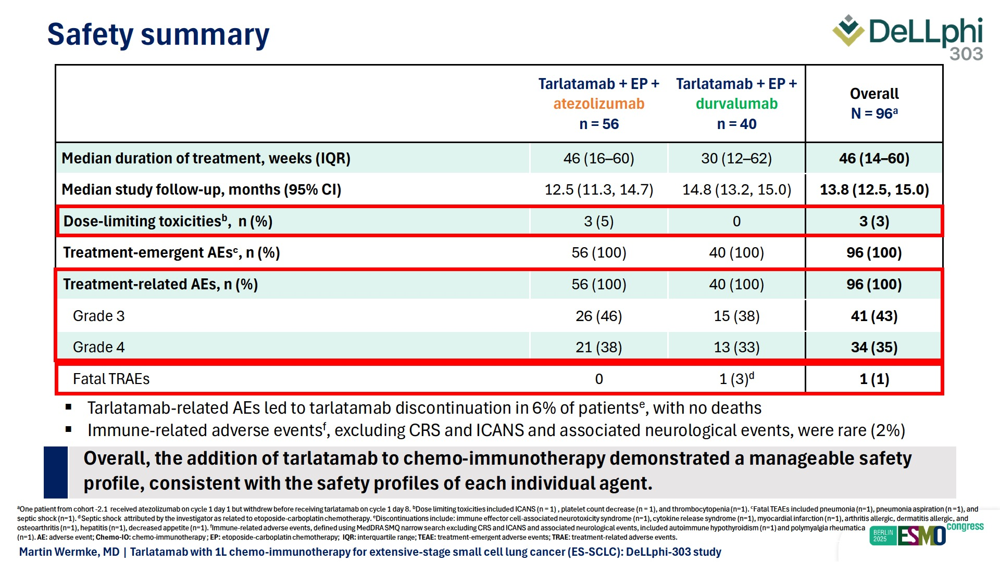 Safety summary
DeLLphi
303
Tarlatamab + EP + atezolizumab n = 56
Tarlatamab + EP + durvalumab n = 40
Overall N = 96ᵃ
Median duration of treatment, weeks (IQR) 46 (16–60) 30 (12–62) 46 (14–60)
Median study follow-up, months (95% CI) 12.5 (11.3, 14.7) 14.8 (13.2, 15.0) 13.8 (12.5, 15.0)
Dose-limiting toxicitiesᵇ, n (%) 3 (5) 0 3 (3)
Treatment-emergent AEsᶜ, n (%) 56 (100) 40 (100) 96 (100)
Treatment-related AEs, n (%) 56 (100) 40 (100) 96 (100)
Grade 3 26 (46) 15 (38) 41 (43)
Grade 4 21 (38) 13 (33) 34 (35)
Fatal TRAEs 0 1 (3)ᵈ 1 (1)
▪ Tarlatamab-related AEs led to tarlatamab discontinuation in 6% of patientsᵉ, with no deaths
▪ Immune-related adverse eventsᶠ, excluding CRS and ICANS and associated neurological events, were rare (2%)
Overall, the addition of tarlatamab to chemo-immunotherapy demonstrated a manageable safety
profile, consistent with the safety profiles of each individual agent.
ᵃOne patient from cohort -2.1 received atezolizumab on cycle 1 day 1 but withdrew before receiving tarlatamab on cycle 1 day 8. ᵇDose limiting toxicities included ICANS (n = 1) , platelet count decrease (n = 1), and thrombocytopenia (n=1). ᶜFatal TEAEs included pneumonia (n=1), pneumonia aspiration (n =1), and
septic shock (n=1). ᵈSeptic shock attributed by the investigator as related to etoposide-carboplatin chemotherapy. ᵉDiscontinuations include: immune effector cell-associated neurotoxicity syndrome (n=1), cytokine release syndrome (n=1), myocardial infarction (n=1), arthritis allergic, dermatitis allergic, and
osteoarthritis (n=1), hepatitis (n=1), decreased appetite (n=1). ᶠImmune-related adverse events, defined using MedDRA SMQ narrow search excluding CRS and ICANS and associated neurological events, included autoimmune hypothyroidism (n=1) and polymyalgia rheumatica
(n=1). AE: adverse event; Chemo-IO: chemo-immunotherapy ; EP: etoposide-carboplatin chemotherapy; IQR: interquartile range; TEAE: treatment-emergent adverse events; TRAE: treatment-related adverse events.
BERLIN
2025
ESMO congress
Martin Wermke, MD | Tarlatamab with 1L chemo-immunotherapy for extensive-stage small cell lung cancer (ES-SCLC): DeLLphi-303 study